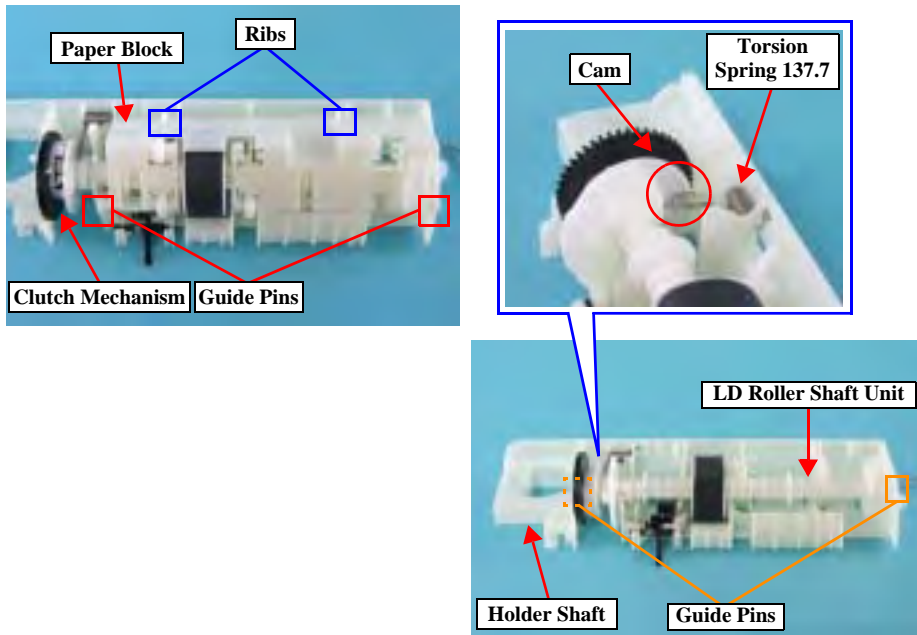 Paper Block
Ribs
Clutch Mechanism
Guide Pins
Cam
Torsion
Spring 137.7
LD Roller Shaft Unit
Holder Shaft
Guide Pins